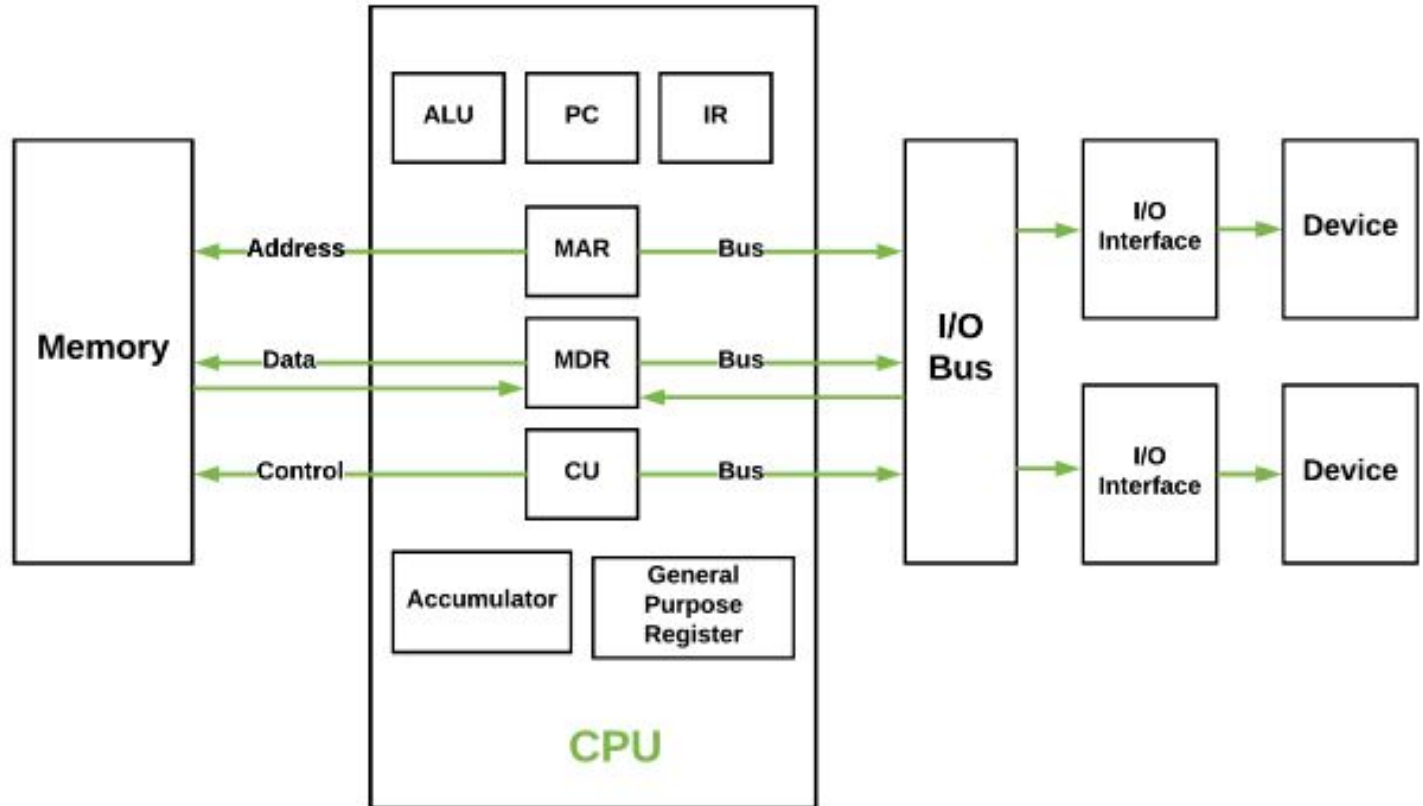 ALU
PC
IR
Memory
Address
MAR
Bus
Data
MDR
Bus
Control
CU
Bus
Accumulator
General
Purpose
Register
CPU
I/O
Bus
I/O
Interface
Device
I/O
Interface
Device